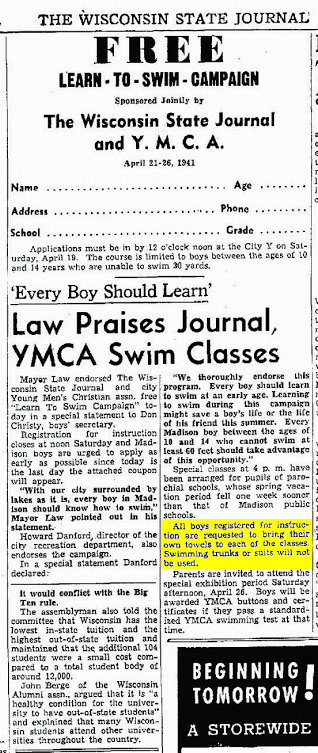 THE WISCONSIN STATE JOURNAL
FREE
LEARN - TO - SWIM - CAMPAIGN
Sponsored Jointly by
The Wisconsin State Journal
and Y. M. C. A.
April 21-26, 1941
Name ........................ Age ............
Address ..................... Phone ............
School ...................... Grade ............
Applications must be in by 12 o'clock noon at the City Y on Sat-
urday, April 19. The course is limited to boys between the ages of 10
and 14 years who are unable to swim 30 yards.
'Every Boy Should Learn'
Law Praises Journal,
YMCA Swim Classes
Mayor Law endorsed The Wis-
consin State Journal and city
Young Men's Christian assn. free
"Learn To Swim Campaign" to-
day in a special statement to Don
Christy, boys' secretary.
Registration for instruction
closes at noon Saturday and Mad-
ison boys are urged to apply as
early as possible since today is
the last day the attached coupon
will appear.
"With our city surrounded by
lakes as it is, every boy in Mad-
ison should know how to swim,"
Mayor Law pointed out in his
statement.
Howard Danford, director of the
city recreation department, also
endorses the campaign.
In a special statement Danford
declared:
"We thoroughly endorse this
program. Every boy should learn
to swim at an early age. Learning
to swim during this campaign
might save a boy's life or the life
of his friend this summer. Every
Madison boy between the ages of
10 and 14 who cannot swim at
least 60 feet should take advantage
of this opportunity."
Special classes at 4 p. m. have
been arranged for pupils of paro-
chial schools, whose spring vaca-
tion period fell one week sooner
than that of Madison public
schools.
All boys registered for instruc-
tion are requested to bring their
own towels to each of the classes.
Swimming trunks or suits will not
be used.
Parents are invited to attend the
special exhibition period Saturday
afternoon, April 26. Boys will be
awarded YMCA buttons and cer-
tificates if they pass a standard-
ized YMCA swimming test at that
time.
it would conflict with the Big
Ten rule.
The assemblyman also told the
committee that Wisconsin has the
lowest in-state tuition and the
highest out-of-state tuition and
maintained that the additional 104
students were a small cost com-
pared to a total student body of
around 12,000.
John Berge of the Wisconsin
Alumni assn., argued that it is "a
healthy condition for the univer-
sity to have out-of-state students"
and explained that many Wiscon-
sin students attend other univer-
sities throughout the country.
BEGINNING
TOMORROW!
A STOREWIDE